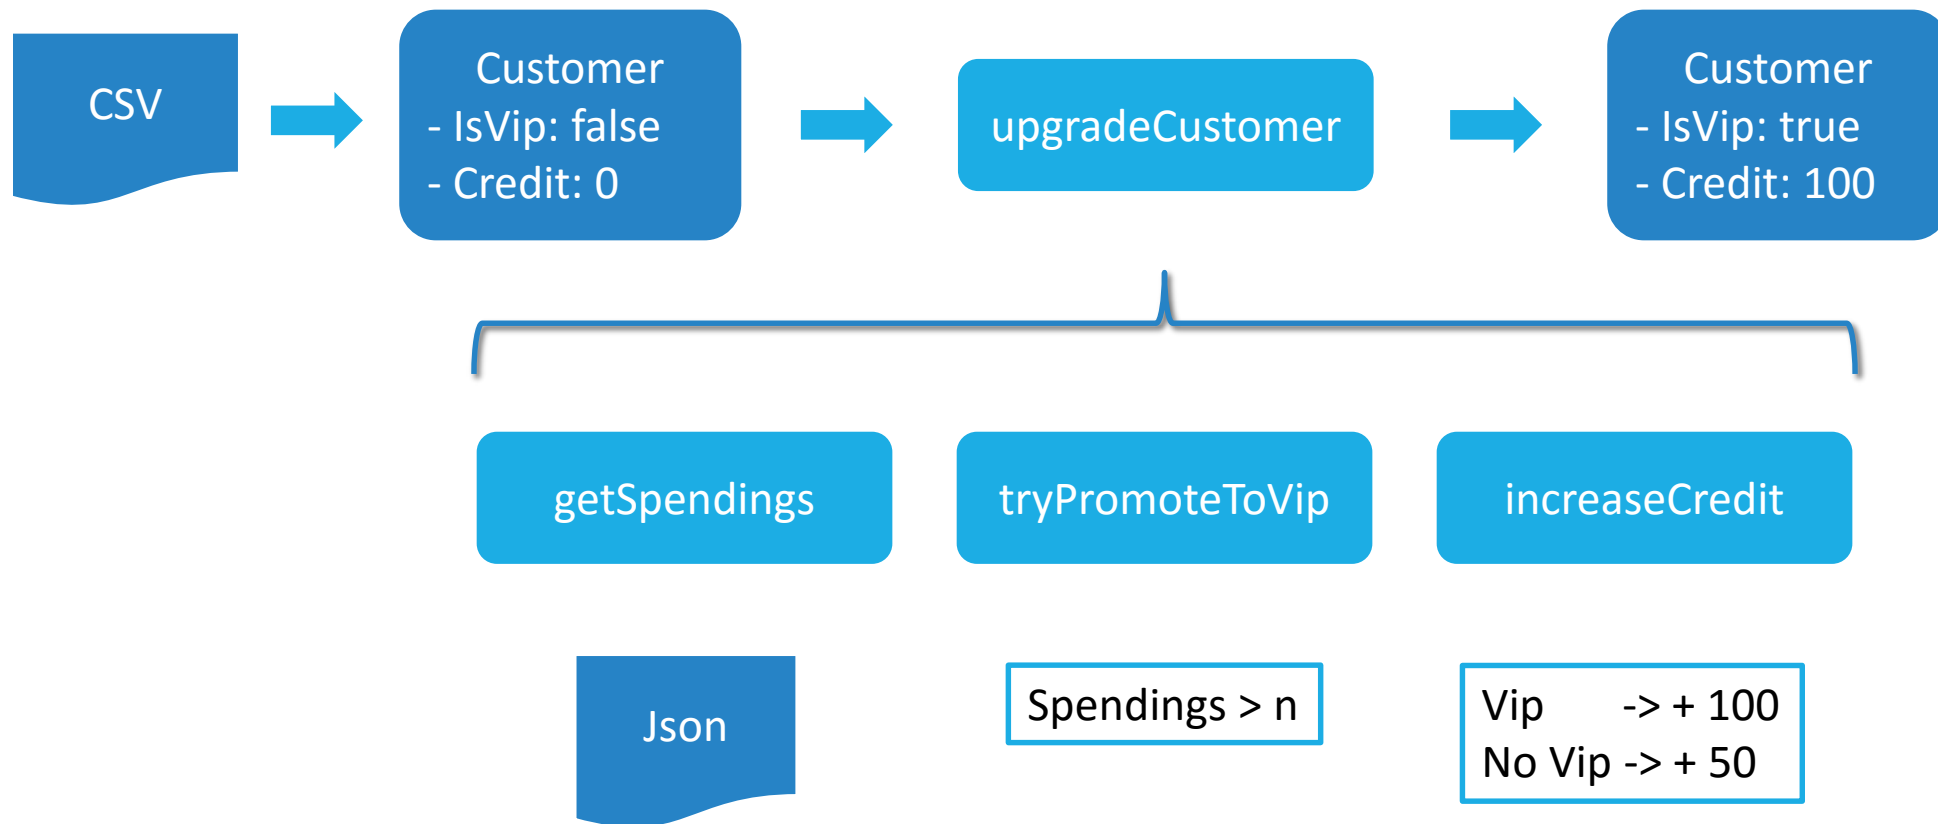 CSV
Customer
- IsVip: false
- Credit: 0
upgradeCustomer
Customer
- IsVip: true
- Credit: 100
getSpendings
tryPromoteToVip
increaseCredit
Json
Spendings > n
Vip -> + 100
No Vip -> + 50